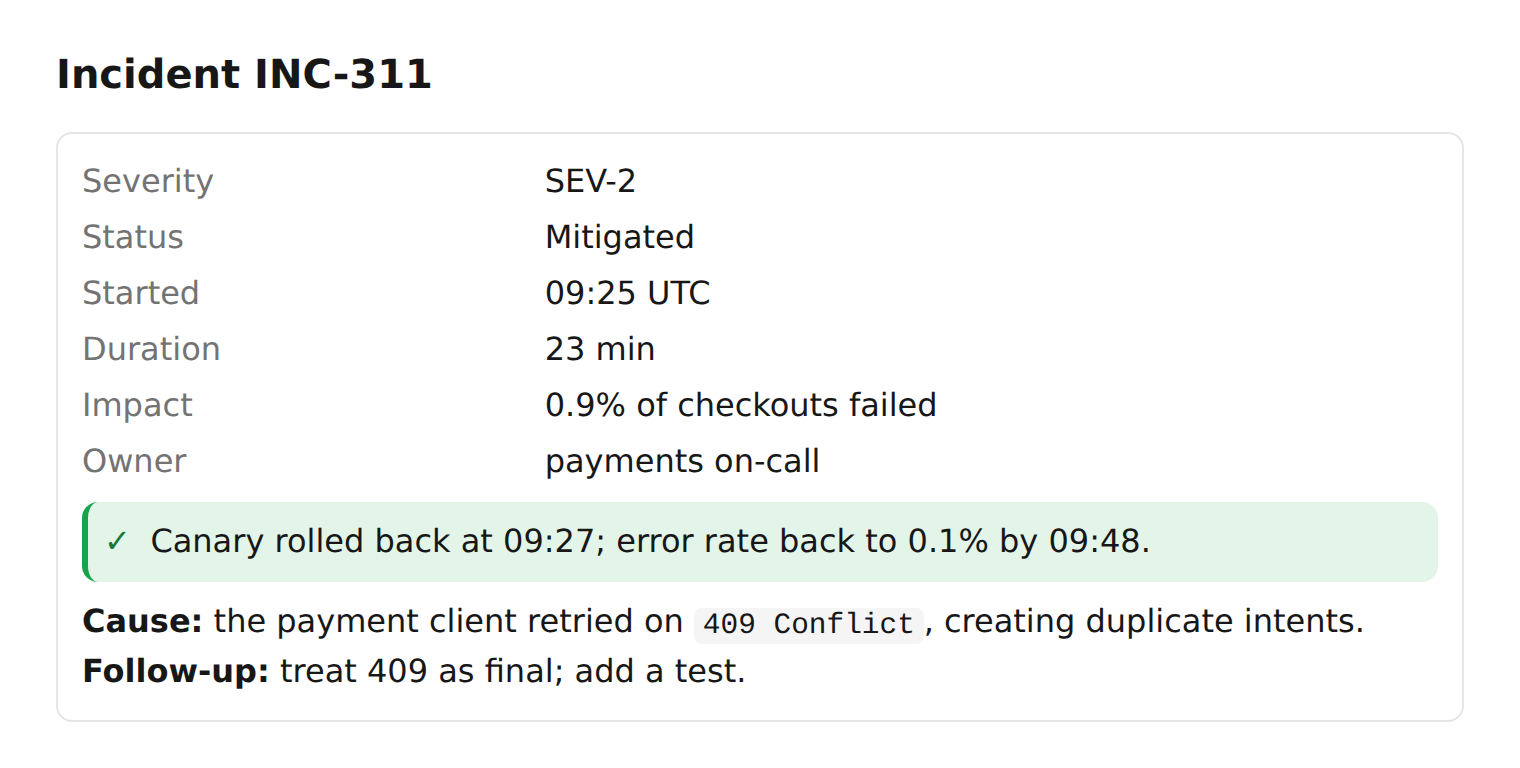 Incident INC-311
Severity SEV-2
Status Mitigated
Started 09:25 UTC
Duration 23 min
Impact 0.9% of checkouts failed
Owner payments on-call
✓ Canary rolled back at 09:27; error rate back to 0.1% by 09:48.
Cause: the payment client retried on 409 Conflict, creating duplicate intents.
Follow-up: treat 409 as final; add a test.